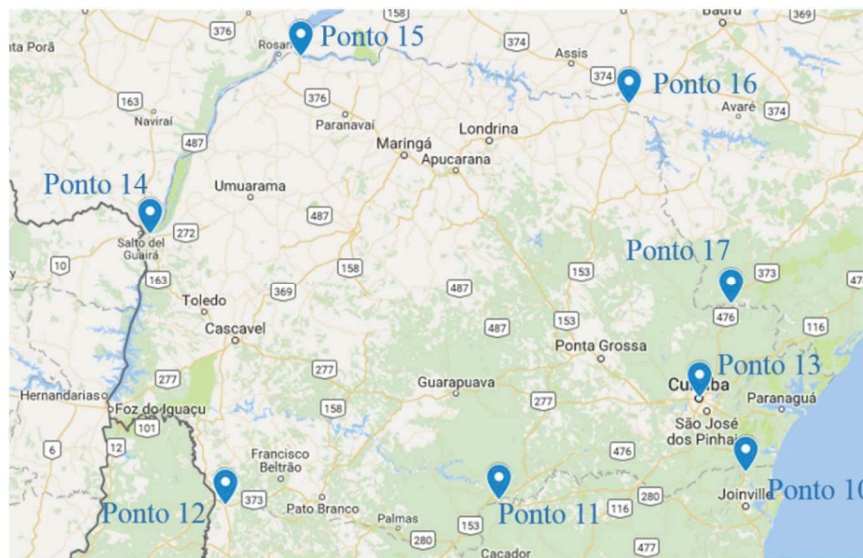 158
Bauru
369
376
Rosan
Ponto 15
nta Porã
374
Assis
374
Ponto 16
163
376
Avaré
374
Naviraí
Paranavaí
Londrina
487
Maringá
Apucarana
Ponto 14
Umuarama
487
Salto del
Guairá
272
10
Ponto 17
158
153
373
163
369
487
476
Toledo
487
153
116
Cascavel
Ponta Grossa
Ponto 13
277
Guarapuava
Hernandarias
277
Paranaguá
Foz do Iguaçu
158
São José
dos Pinhai
101
12
6
476
Francisco
Beltrão
373
280
Ponto 10
Ponto 12
Pato Branco
Ponto 11
116
Joinville
Palmas
153
280
477
Caçador